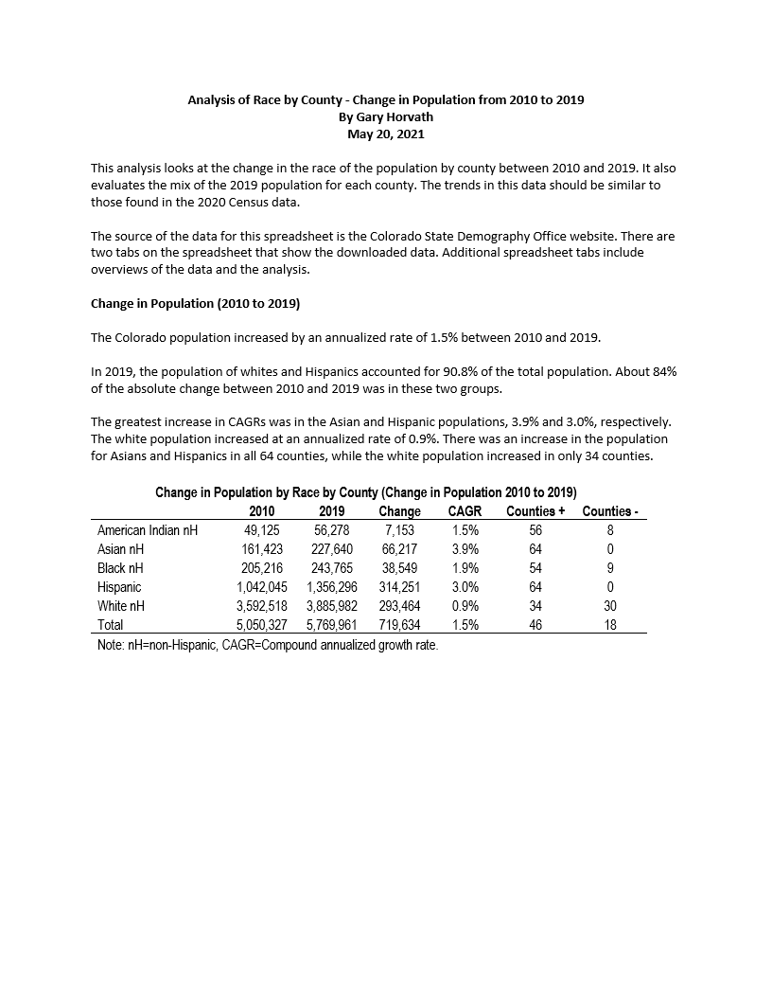 Analysis of Race by County - Change in Population from 2010 to 2019
By Gary Horvath
May 20, 2021
This analysis looks at the change in the race of the population by county between 2010 and 2019. It also
evaluates the mix of the 2019 population for each county. The trends in this data should be similar to
those found in the 2020 Census data.
The source of the data for this spreadsheet is the Colorado State Demography Office website. There are
two tabs on the spreadsheet that show the downloaded data. Additional spreadsheet tabs include
overviews of the data and the analysis.
Change in Population (2010 to 2019)
The Colorado population increased by an annualized rate of 1.5% between 2010 and 2019.
In 2019, the population of whites and Hispanics accounted for 90.8% of the total population. About 84%
of the absolute change between 2010 and 2019 was in these two groups.
The greatest increase in CAGRs was in the Asian and Hispanic populations, 3.9% and 3.0%, respectively.
The white population increased at an annualized rate of 0.9%. There was an increase in the population
for Asians and Hispanics in all 64 counties, while the white population increased in only 34 counties.
Change in Population by Race by County (Change in Population 2010 to 2019)
2010 2019 Change CAGR Counties + Counties -
American Indian nH 49,125 56,278 7,153 1.5% 56 8
Asian nH 161,423 227,640 66,217 3.9% 64 0
Black nH 205,216 243,765 38,549 1.9% 54 9
Hispanic 1,042,045 1,356,296 314,251 3.0% 64 0
White nH 3,592,518 3,885,982 293,464 0.9% 34 30
Total 5,050,327 5,769,961 719,634 1.5% 46 18
Note: nH=non-Hispanic, CAGR=Compound annualized growth rate.